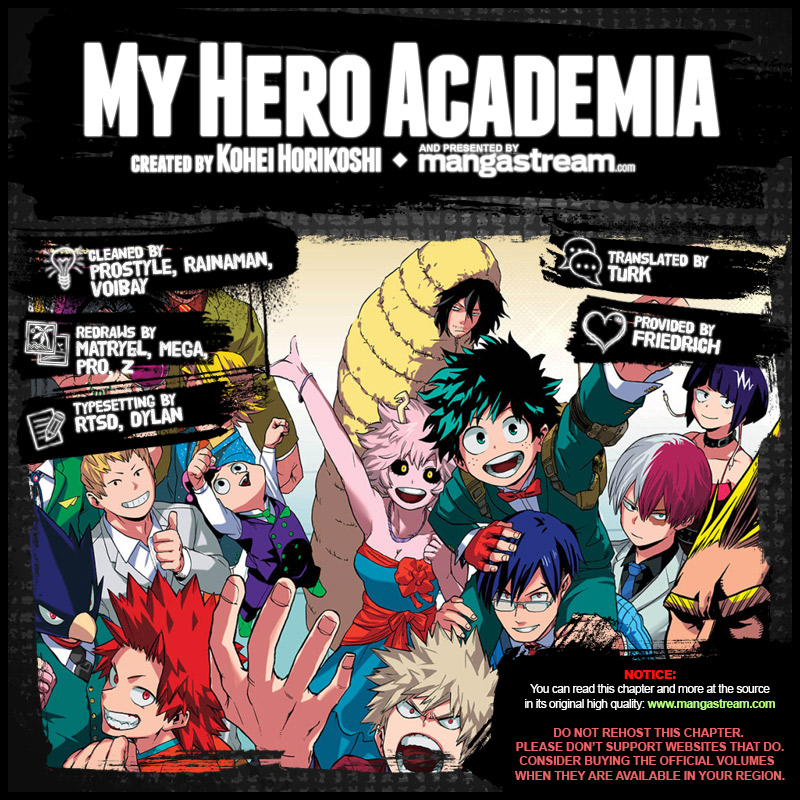 MY HERO ACADEMIA
CREATED BY KOHEI HORIKOSHI ◆ AND PRESENTED BY mangastream.com
CLEANED BY
PROSTYLE, RAINAMAN,
VOIBAY
REDRAWS BY
MATRYEL, MEGA,
PRO, Z
TYPESETTING BY
RTSD, DYLAN
TRANSLATED BY
TURK
PROVIDED BY
FRIEDRICH
NOTICE:
You can read this chapter and more at the source
in its original high quality: www.mangastream.com
DO NOT REHOST THIS CHAPTER.
PLEASE DON'T SUPPORT WEBSITES THAT DO.
CONSIDER BUYING THE OFFICIAL VOLUMES
WHEN THEY ARE AVAILABLE IN YOUR REGION.